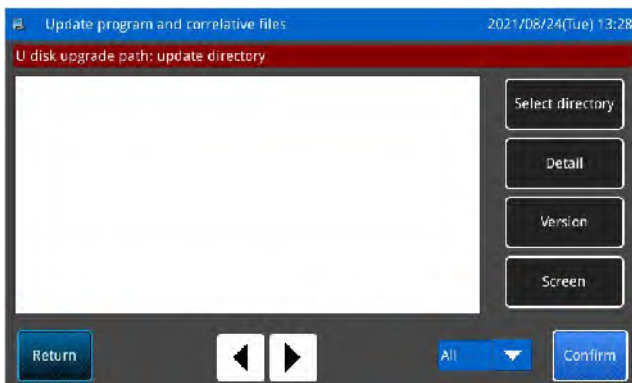 Update program and correlative files 2021/08/24(Tue) 13:28
U disk upgrade path: update directory
Select directory
Detail
Version
Screen
Return
All
Confirm